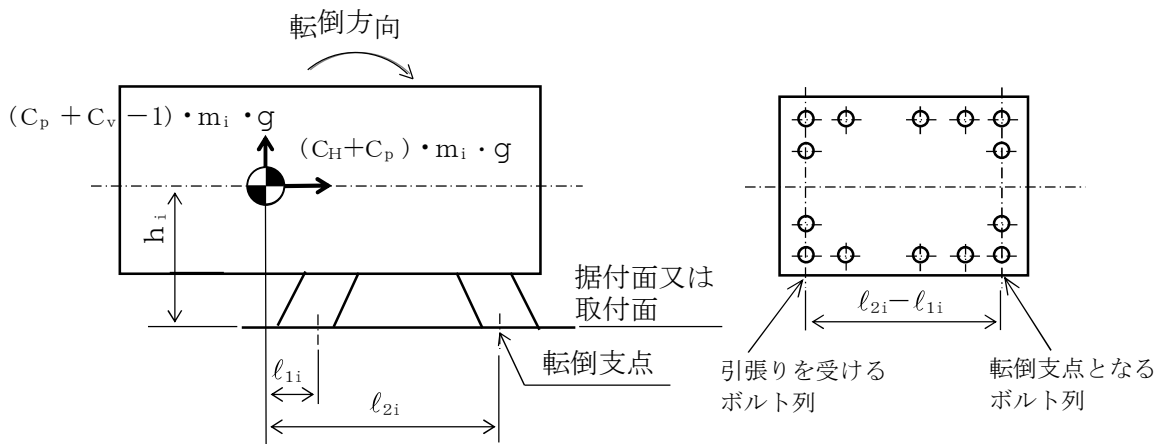 転倒方向
(Cp+Cv-1)・mi・g
(CH+Cp)・mi・g
hi
据付面又は
取付面
転倒支点
ℓ1i
ℓ2i
ℓ2i-ℓ1i
引張りを受ける
ボルト列
転倒支点となる
ボルト列